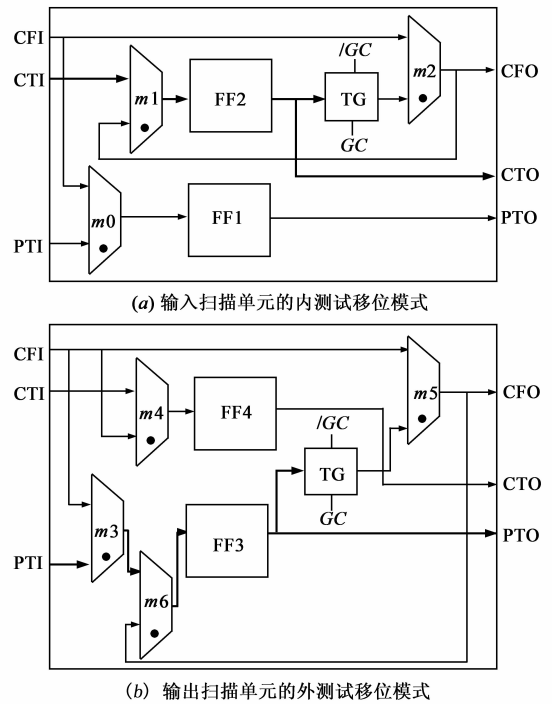 CFI
/GC
m2
CFO
CTI
m1
FF2
TG
GC
CTO
m0
FF1
PTO
PTI
(a) 输入扫描单元的内测试移位模式
CFI
CTI
m4
FF4
m5
CFO
/GC
TG
CTO
GC
m3
FF3
PTO
PTI
m6
(b) 输出扫描单元的外测试移位模式